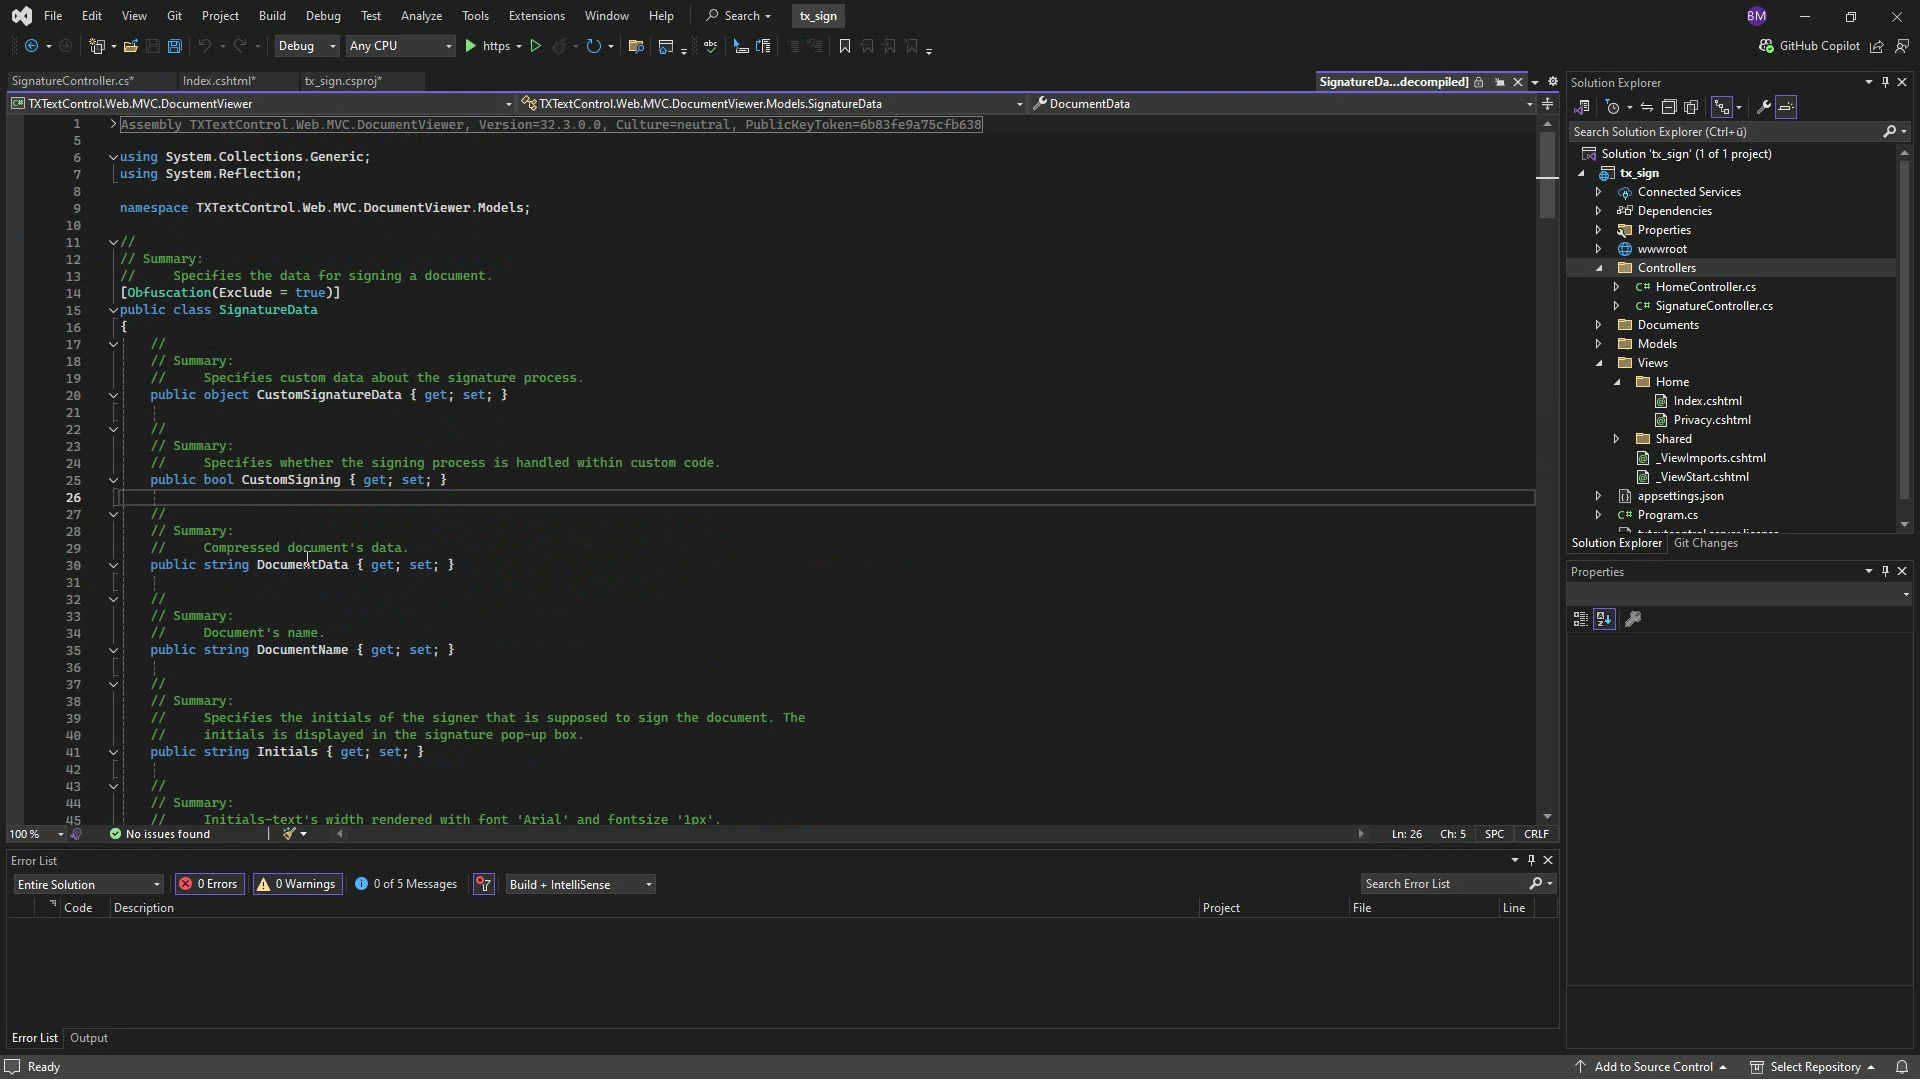 File Edit View Git Project Build Debug Test Analyze Tools Extensions Window Help Search tx_sign BM
Debug Any CPU https GitHub Copilot
SignatureController.cs* Index.cshtml* tx_sign.csproj* SignatureDa...decompiled]
TXTextControl.Web.MVC.DocumentViewer TXTextControl.Web.MVC.DocumentViewer.Models.SignatureData DocumentData
1 Assembly TXTextControl.Web.MVC.DocumentViewer, Version=32.3.0.0, Culture=neutral, PublicKeyToken=6b83fe9a75cfb638
5
6 using System.Collections.Generic;
7 using System.Reflection;
8
9 namespace TXTextControl.Web.MVC.DocumentViewer.Models;
10
11 //
12 // Summary:
13 //     Specifies the data for signing a document.
14 [Obfuscation(Exclude = true)]
15 public class SignatureData
16 {
17 //
18 // Summary:
19 //     Specifies custom data about the signature process.
20 public object CustomSignatureData { get; set; }
21
22 //
23 // Summary:
24 //     Specifies whether the signing process is handled within custom code.
25 public bool CustomSigning { get; set; }
26
27 //
28 // Summary:
29 //     Compressed document's data.
30 public string DocumentData { get; set; }
31
32 //
33 // Summary:
34 //     Document's name.
35 public string DocumentName { get; set; }
36
37 //
38 // Summary:
39 //     Specifies the initials of the signer that is supposed to sign the document. The
40 //     initials is displayed in the signature pop-up box.
41 public string Initials { get; set; }
42
43 //
44 // Summary:
45 //     Initials-text's width rendered with font 'Arial' and fontsize '1px'.
100 % No issues found Ln: 26 Ch: 5 SPC CRLF
Error List
Entire Solution 0 Errors 0 Warnings 0 of 5 Messages Build + IntelliSense Search Error List
Code Description Project File Line
Error List Output
Solution Explorer
Search Solution Explorer (Ctrl+ü)
Solution 'tx_sign' (1 of 1 project)
tx_sign
Connected Services
Dependencies
Properties
wwwroot
Controllers
C# HomeController.cs
C# SignatureController.cs
Documents
Models
Views
Home
Index.cshtml
Privacy.cshtml
Shared
_ViewImports.cshtml
_ViewStart.cshtml
appsettings.json
C# Program.cs
Solution Explorer Git Changes
Properties
Ready Add to Source Control Select Repository